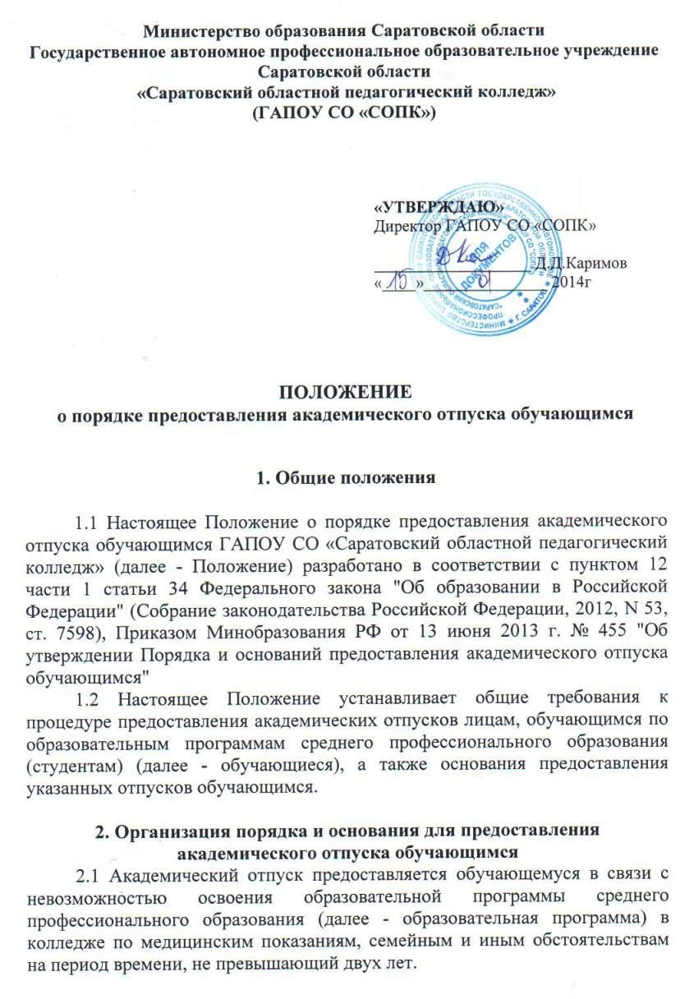 Министерство образования Саратовской области
Государственное автономное профессиональное образовательное учреждение
Саратовской области
«Саратовский областной педагогический колледж»
(ГАПОУ СО «СОПК»)
«УТВЕРЖДАЮ»
Директор ГАПОУ СО «СОПК»
Д.Д.Каримов
«15» 01 2014г
ДЛЯ
ДОКУМЕНТОВ
ПОЛОЖЕНИЕ
о порядке предоставления академического отпуска обучающимся
1. Общие положения
1.1 Настоящее Положение о порядке предоставления академического
отпуска обучающимся ГАПОУ СО «Саратовский областной педагогический
колледж» (далее - Положение) разработано в соответствии с пунктом 12
части 1 статьи 34 Федерального закона "Об образовании в Российской
Федерации" (Собрание законодательства Российской Федерации, 2012, N 53,
ст. 7598), Приказом Минобразования РФ от 13 июня 2013 г. № 455 "Об
утверждении Порядка и оснований предоставления академического отпуска
обучающимся"
1.2 Настоящее Положение устанавливает общие требования к
процедуре предоставления академических отпусков лицам, обучающимся по
образовательным программам среднего профессионального образования
(студентам) (далее - обучающиеся), а также основания предоставления
указанных отпусков обучающимся.
2. Организация порядка и основания для предоставления
академического отпуска обучающимся
2.1 Академический отпуск предоставляется обучающемуся в связи с
невозможностью освоения образовательной программы среднего
профессионального образования (далее - образовательная программа) в
колледже по медицинским показаниям, семейным и иным обстоятельствам
на период времени, не превышающий двух лет.